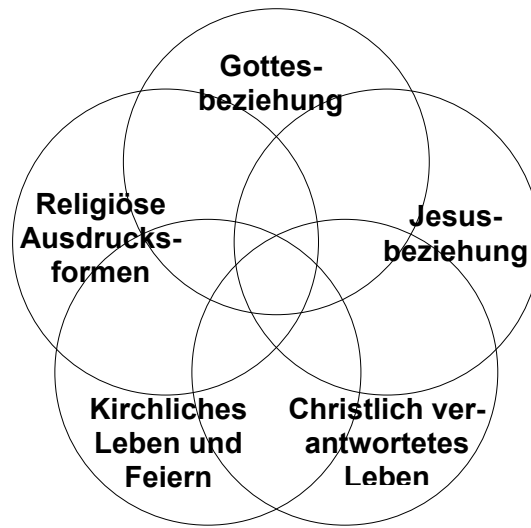 Gottes-
beziehung
Religiöse
Ausdrucks-
formen
Jesus-
beziehung
Kirchliches
Leben und
Feiern
Christlich ver-
antwortetes
Leben